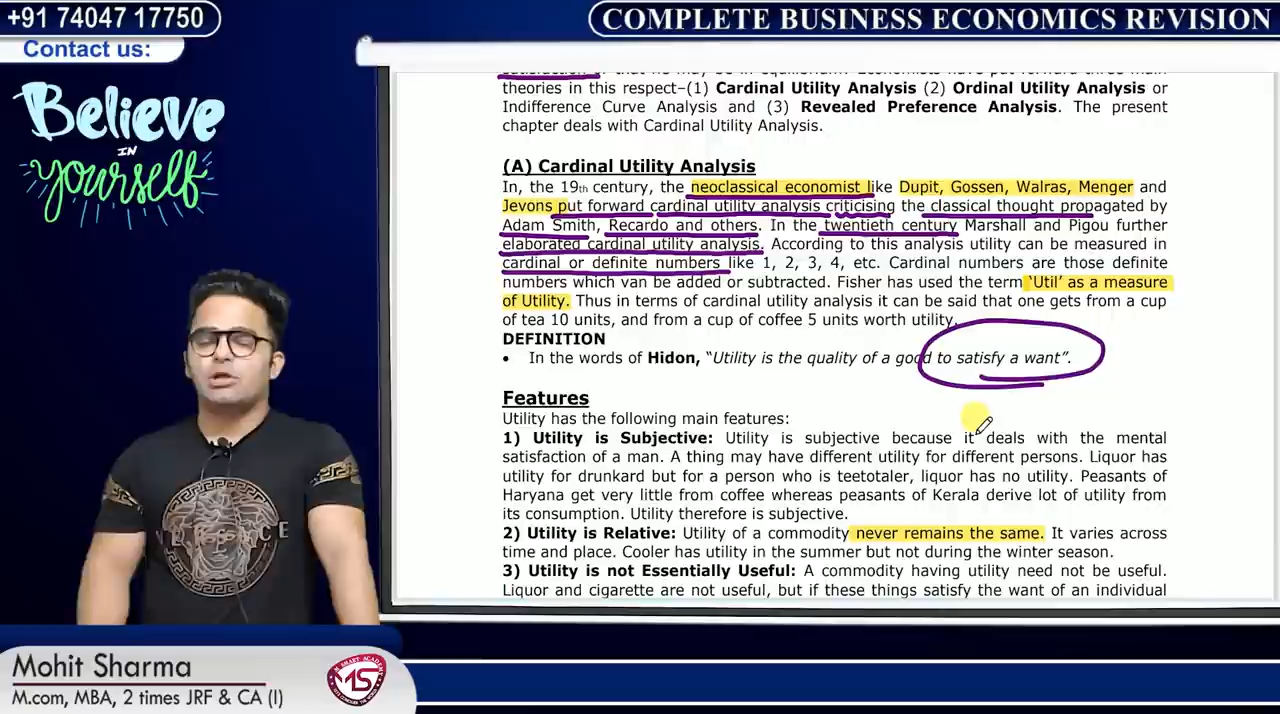 +91 74047 17750
Contact us:
COMPLETE BUSINESS ECONOMICS REVISION
Believe
IN
yourself
theories in this respect–(1) Cardinal Utility Analysis (2) Ordinal Utility Analysis or
Indifference Curve Analysis and (3) Revealed Preference Analysis. The present
chapter deals with Cardinal Utility Analysis.
(A) Cardinal Utility Analysis
In, the 19th century, the neoclassical economist like Dupit, Gossen, Walras, Menger and
Jevons put forward cardinal utility analysis criticising the classical thought propagated by
Adam Smith, Recardo and others. In the twentieth century Marshall and Pigou further
elaborated cardinal utility analysis. According to this analysis utility can be measured in
cardinal or definite numbers like 1, 2, 3, 4, etc. Cardinal numbers are those definite
numbers which van be added or subtracted. Fisher has used the term ‘Util’ as a measure
of Utility. Thus in terms of cardinal utility analysis it can be said that one gets from a cup
of tea 10 units, and from a cup of coffee 5 units worth utility.
DEFINITION
• In the words of Hidon, “Utility is the quality of a good to satisfy a want”.
Features
Utility has the following main features:
1) Utility is Subjective: Utility is subjective because it deals with the mental
satisfaction of a man. A thing may have different utility for different persons. Liquor has
utility for drunkard but for a person who is teetotaler, liquor has no utility. Peasants of
Haryana get very little from coffee whereas peasants of Kerala derive lot of utility from
its consumption. Utility therefore is subjective.
2) Utility is Relative: Utility of a commodity never remains the same. It varies across
time and place. Cooler has utility in the summer but not during the winter season.
3) Utility is not Essentially Useful: A commodity having utility need not be useful.
Liquor and cigarette are not useful, but if these things satisfy the want of an individual
Mohit Sharma
M.com, MBA, 2 times JRF & CA (I)
MS